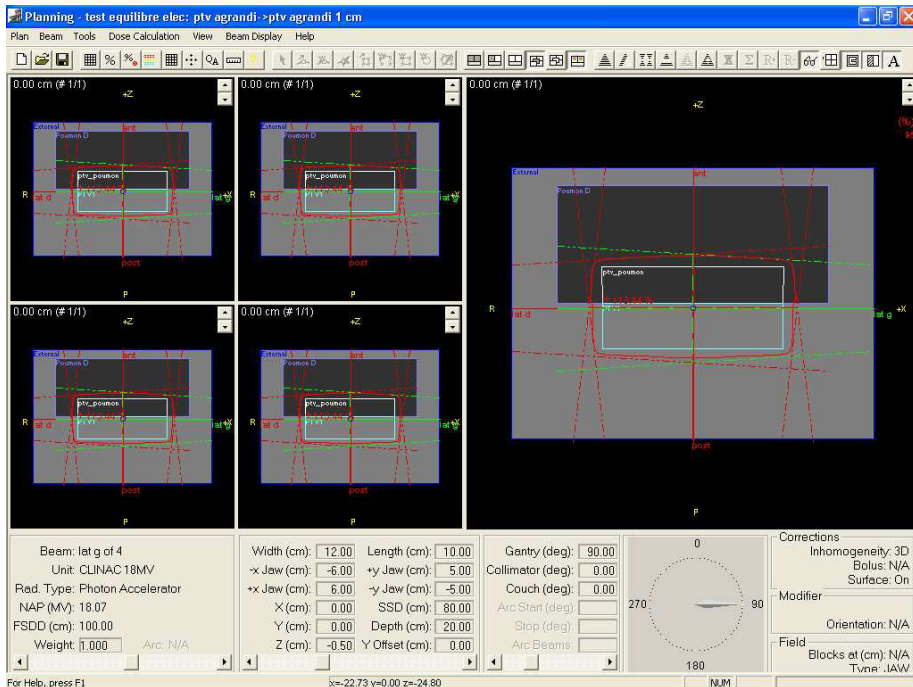 Planning - test equilibre elec: ptv agrandi->ptv agrandi 1 cm
Plan Beam Tools Dose Calculation View Beam Display Help
0.00 cm (# 1/1)
+Z
External
Poumon D
ant
ptv_poumon
PTV1
R
lat d
lat g
+X
post
P
0.00 cm (# 1/1)
+Z
External
Poumon D
ant
ptv_poumon
PTV1
R
lat d
lat g
+X
post
P
0.00 cm (# 1/1)
+Z
External
Poumon D
ant
ptv_poumon
PTV1
R
lat d
lat g
+X
post
P
0.00 cm (# 1/1)
+Z
External
Poumon D
ant
ptv_poumon
PTV1
R
lat d
lat g
+X
post
P
0.00 cm (# 1/1)
+Z
(%)
External
ant
Poumon D
ptv_poumon
R
lat d
lat g
+X
post
P
Beam: lat g of 4
Unit: CLINAC 18MV
Rad. Type: Photon Accelerator
NAP (MV): 18.07
FSDD (cm): 100.00
Weight: 1.000 Arc: N/A
Width (cm): 12.00 Length (cm): 10.00
-x Jaw (cm): -6.00 +y Jaw (cm): 5.00
+x Jaw (cm): 6.00 -y Jaw (cm): -5.00
X (cm): 0.00 SSD (cm): 80.00
Y (cm): 0.00 Depth (cm): 20.00
Z (cm): -0.50 Y Offset (cm): 0.00
Gantry (deg): 90.00
Collimator (deg): 0.00
Couch (deg): 0.00
Arc Start (deg):
Stop (deg):
Arc Beams:
0
270
90
180
Corrections
Inhomogeneity: 3D
Bolus: N/A
Surface: On
Modifier
Orientation: N/A
Field
Blocks at (cm): N/A
Type: JAW
For Help, press F1
x=-22.73 y=0.00 z=-24.80
NUM